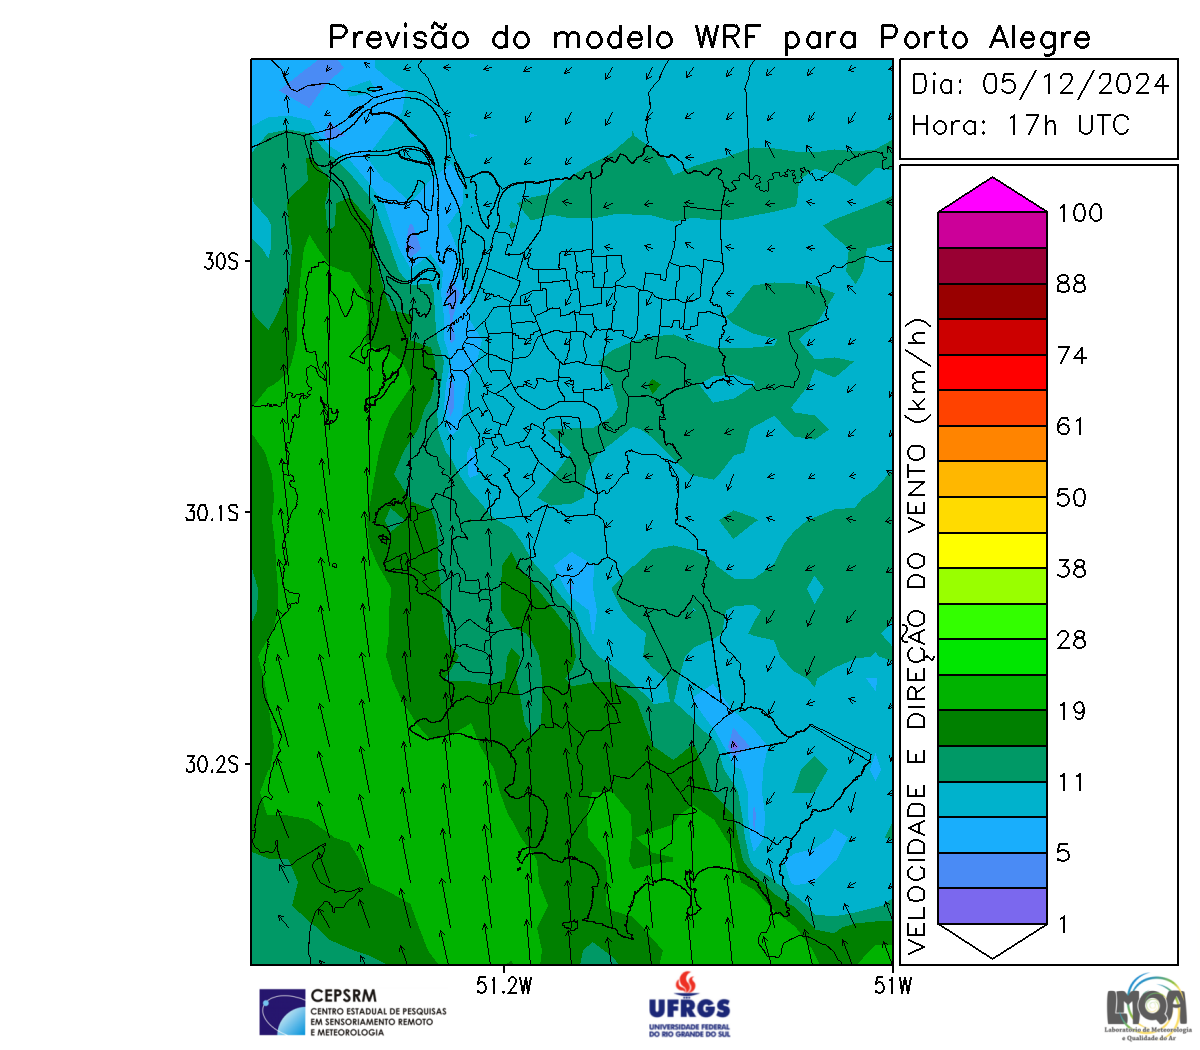 Previsão do modelo WRF para Porto Alegre
Dia: 05/12/2024
Hora: 17h UTC
100
88
74
61
50
38
28
19
11
5
1
VELOCIDADE E DIREÇÃO DO VENTO (km/h)
30S
30.1S
30.2S
51.2W
51W
CEPSRM
CENTRO ESTADUAL DE PESQUISAS
EM SENSORIAMENTO REMOTO
E METEOROLOGIA
UFRGS
UNIVERSIDADE FEDERAL
DO RIO GRANDE DO SUL
LMQA
Laboratório de Meteorologia
e Qualidade do Ar